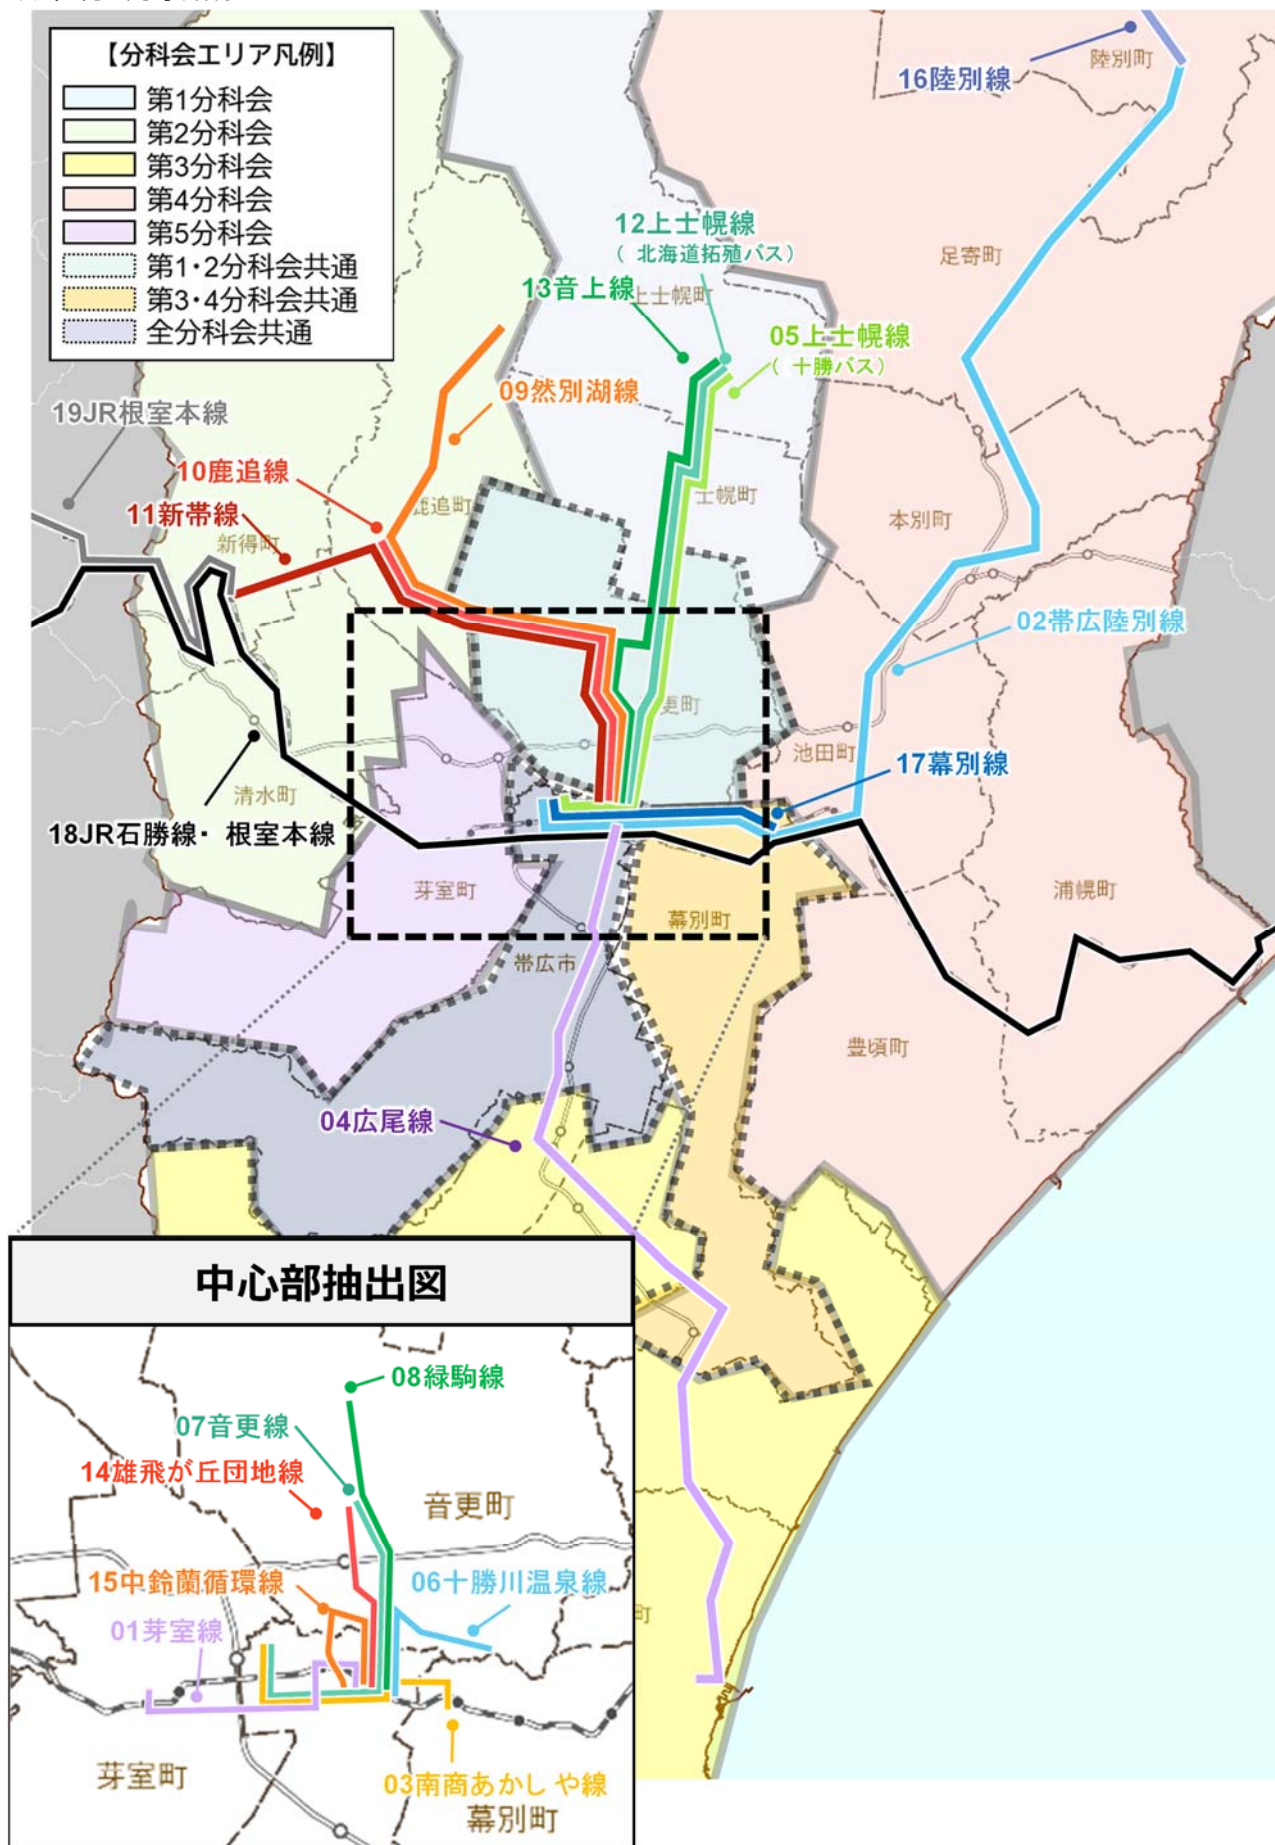 【分科会エリア凡例】
第1分科会
第2分科会
第3分科会
第4分科会
第5分科会
第1・2分科会共通
第3・4分科会共通
全分科会共通
16陸別線
陸別町
12上士幌線
( 北海道拓殖バス)
足寄町
13音上線
上士幌町
05上士幌線
( 十勝バス)
09然別湖線
19JR根室本線
10鹿追線
鹿追町
士幌町
11新帯線
新得町
本別町
02帯広陸別線
更町
池田町
17幕別線
清水町
18JR石勝線・ 根室本線
芽室町
幕別町
浦幌町
帯広市
豊頃町
04広尾線
町
中心部抽出図
08緑駒線
07音更線
14雄飛が丘団地線
音更町
15中鈴蘭循環線
06十勝川温泉線
01芽室線
芽室町
03南商あかし や線
幕別町